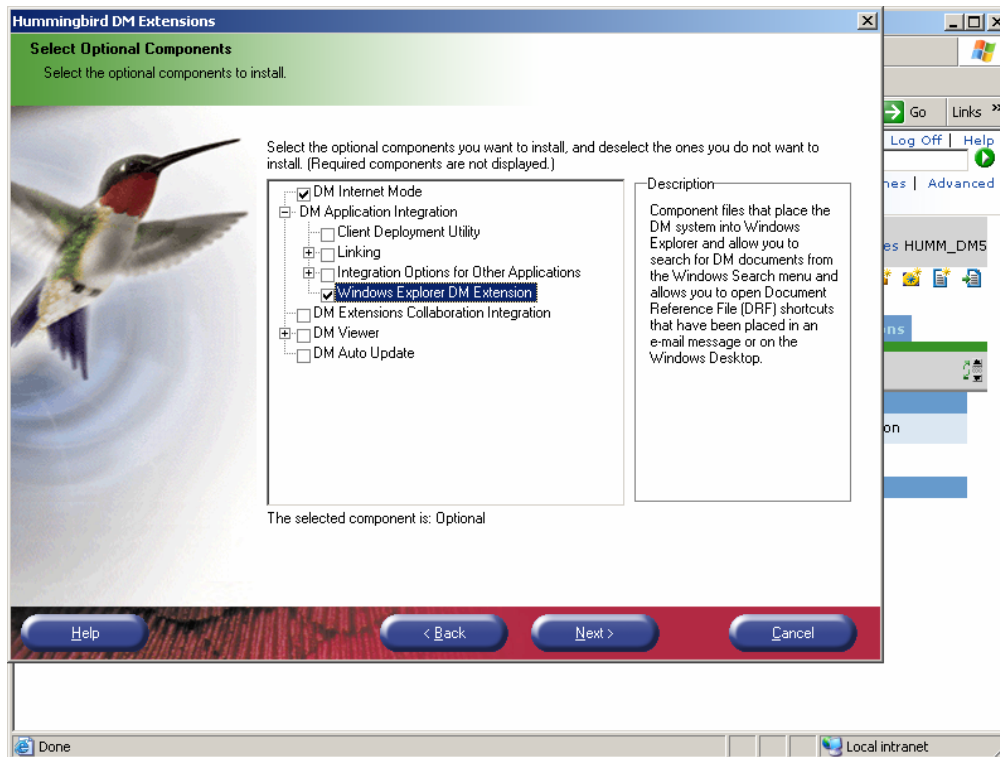 Hummingbird DM Extensions
Select Optional Components
Select the optional components to install.
Go Links »
Log Off | Help
| Advanced
HUMM_DM5
Select the optional components you want to install, and deselect the ones you do not want to
install. (Required components are not displayed.)
DM Internet Mode
DM Application Integration
Client Deployment Utility
Linking
Integration Options for Other Applications
Windows Explorer DM Extension
DM Extensions Collaboration Integration
DM Viewer
DM Auto Update
Description
Component files that place the
DM system into Windows
Explorer and allow you to
search for DM documents from
the Windows Search menu and
allows you to open Document
Reference File (DRF) shortcuts
that have been placed in an
e-mail message or on the
Windows Desktop.
The selected component is: Optional
Help
< Back
Next >
Cancel
Done
Local intranet